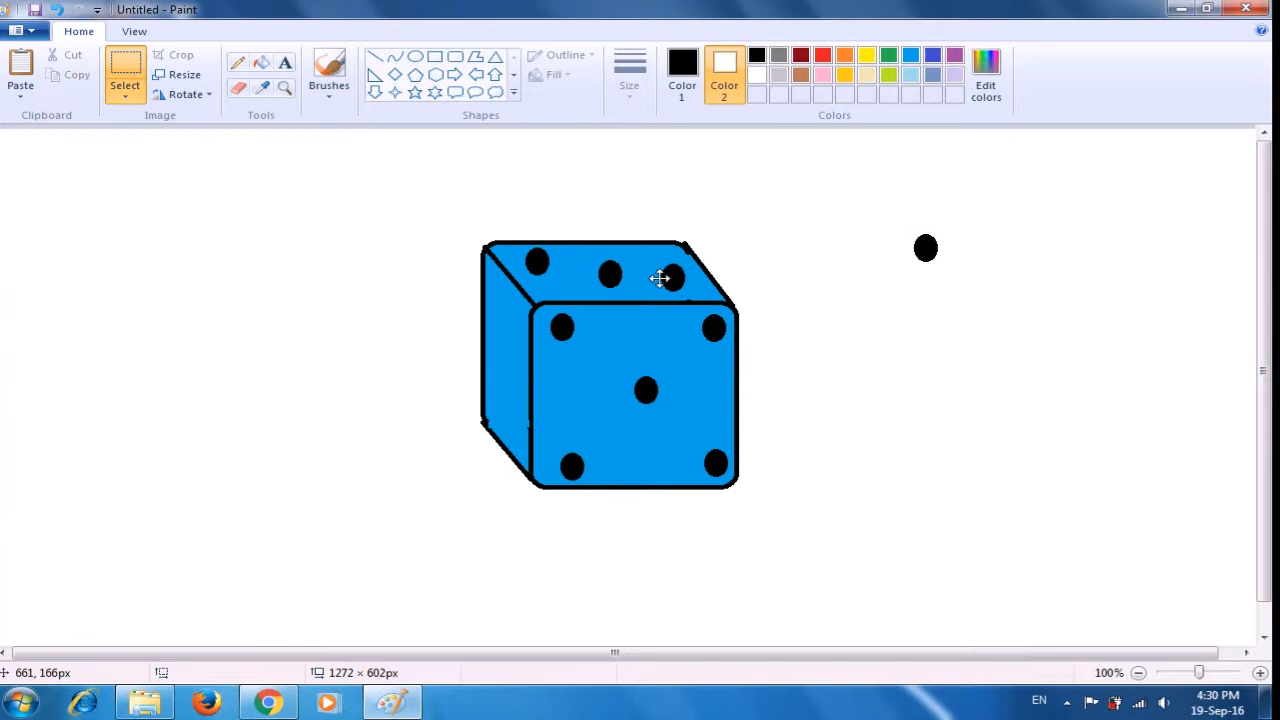 Untitled - Paint
Home View
Paste
Cut
Copy
Clipboard
Select
Crop
Resize
Rotate
Image
A
Tools
Brushes
Outline
Fill
Shapes
Size
Color 1
Color 2
Edit colors
Colors
661, 166px
1272 × 602px
100%
EN
4:30 PM
19-Sep-16